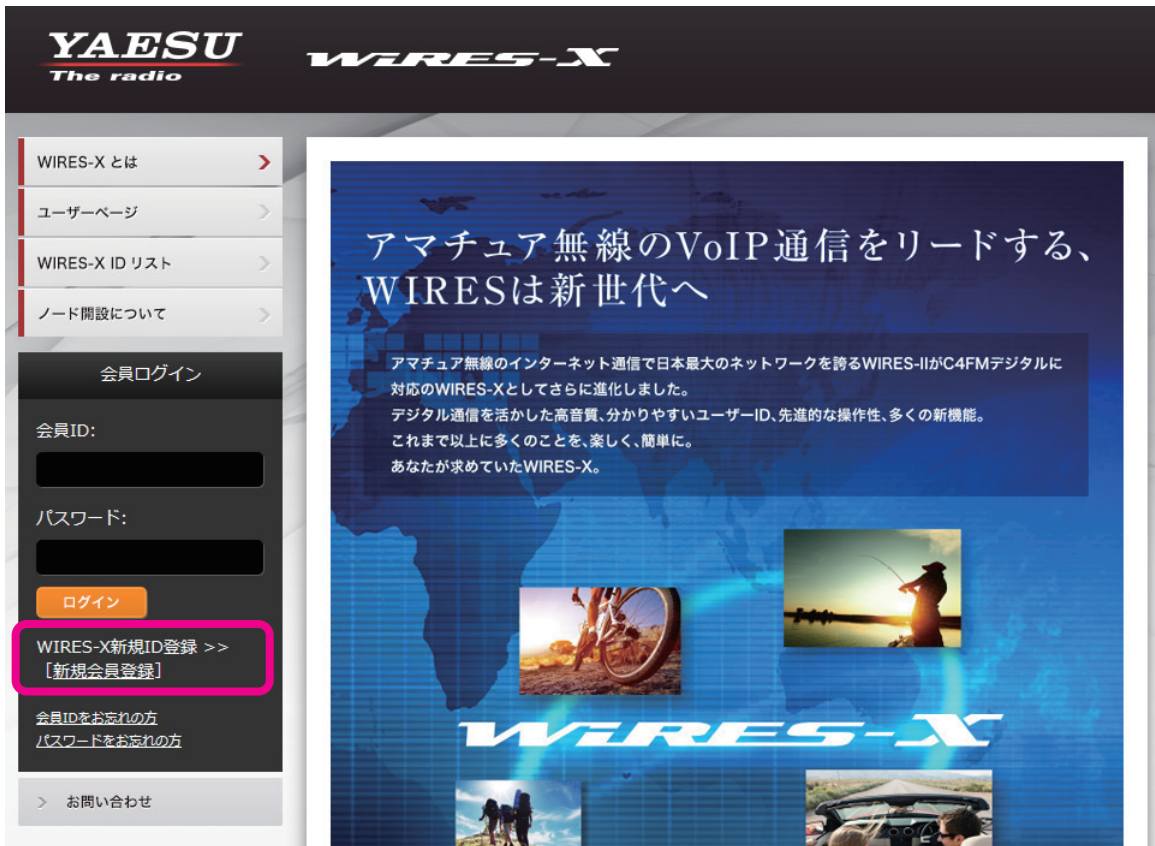 YAESU
The radio
WiRES-X
WIRES-X とは
ユーザーページ
WIRES-X ID リスト
ノード開設について
会員ログイン
会員ID:
パスワード:
ログイン
WIRES-X新規ID登録 >>
[新規会員登録]
会員IDをお忘れの方
パスワードをお忘れの方
> お問い合わせ
アマチュア無線のVoIP通信をリードする、
WIRESは新世代へ
アマチュア無線のインターネット通信で日本最大のネットワークを誇るWIRES-IIがC4FMデジタルに
対応のWIRES-Xとしてさらに進化しました。
デジタル通信を活かした高音質、分かりやすいユーザーID、先進的な操作性、多くの新機能。
これまで以上に多くのことを、楽しく、簡単に。
あなたが求めていたWIRES-X。
WiRES-X